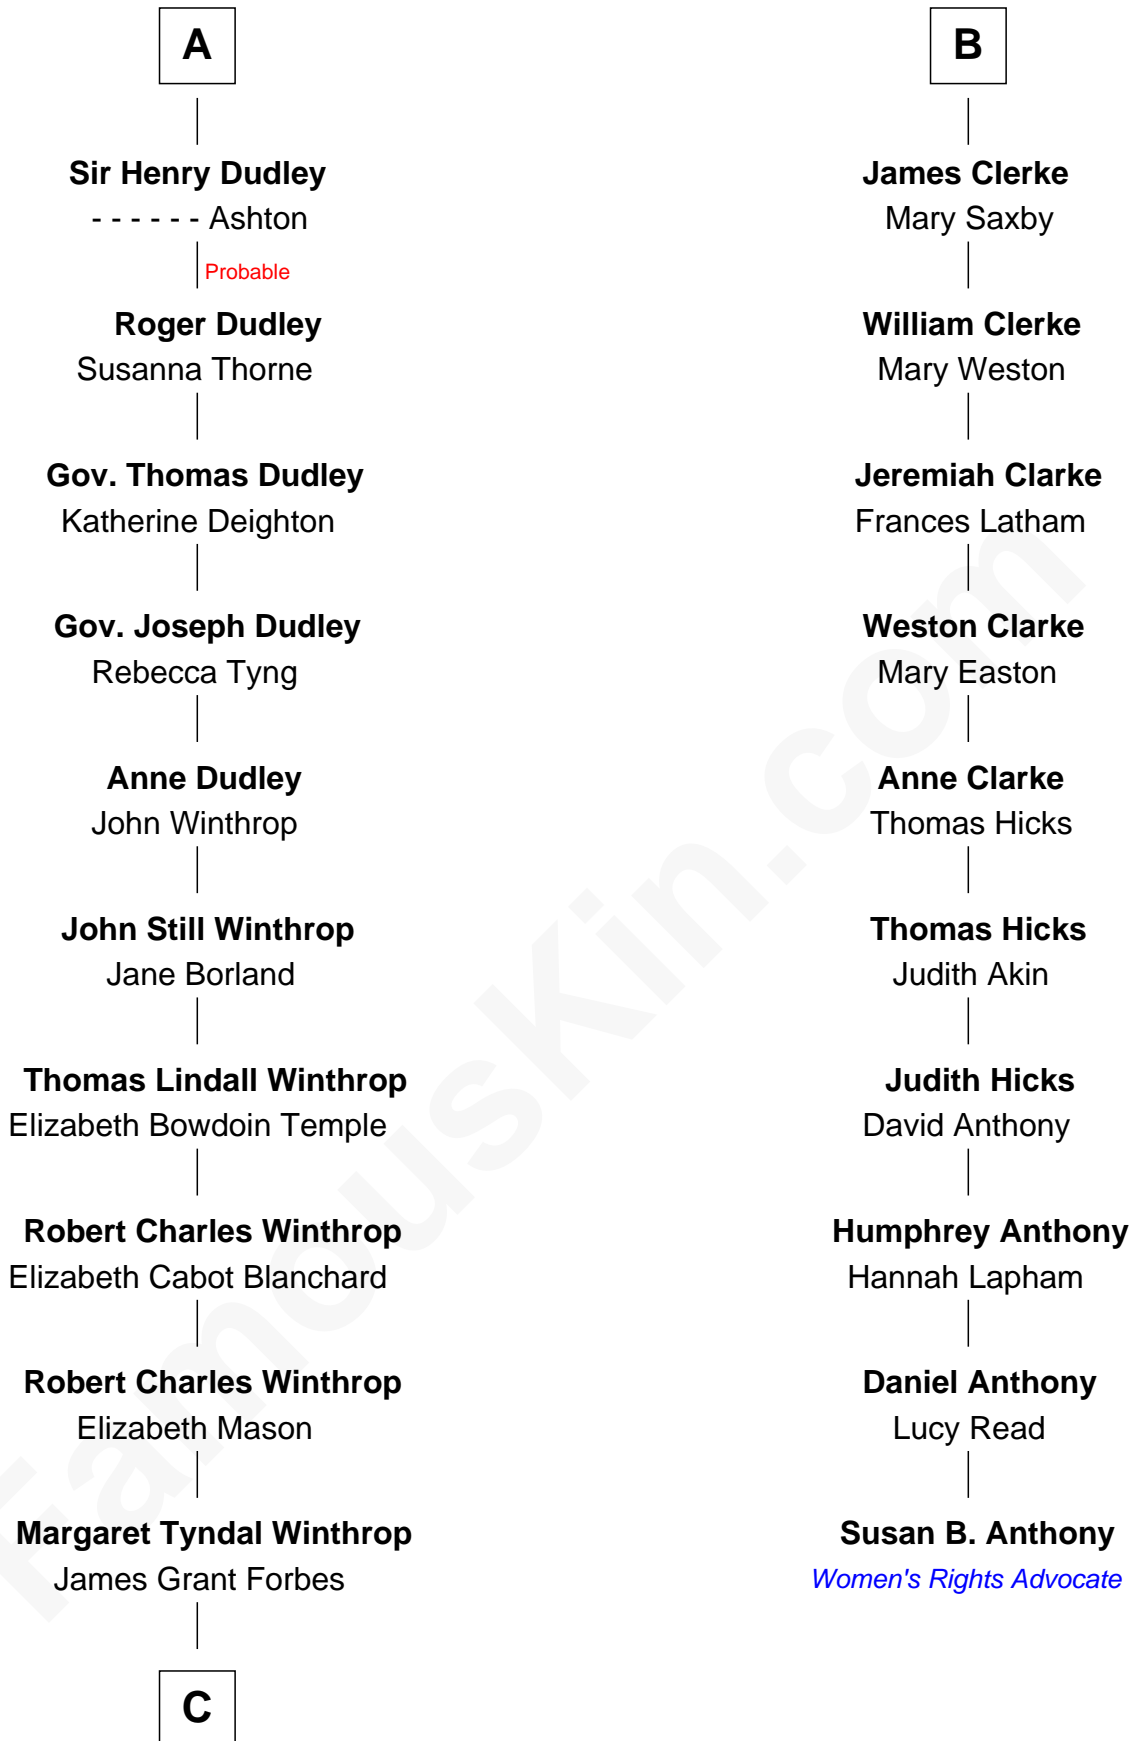 A
Sir Henry Dudley
- - - - - - Ashton
Probable
Roger Dudley
Susanna Thorne
Gov. Thomas Dudley
Katherine Deighton
Gov. Joseph Dudley
Rebecca Tyng
Anne Dudley
John Winthrop
John Still Winthrop
Jane Borland
Thomas Lindall Winthrop
Elizabeth Bowdoin Temple
Robert Charles Winthrop
Elizabeth Cabot Blanchard
Robert Charles Winthrop
Elizabeth Mason
Margaret Tyndal Winthrop
James Grant Forbes
C
B
James Clerke
Mary Saxby
William Clerke
Mary Weston
Jeremiah Clarke
Frances Latham
Weston Clarke
Mary Easton
Anne Clarke
Thomas Hicks
Thomas Hicks
Judith Akin
Judith Hicks
David Anthony
Humphrey Anthony
Hannah Lapham
Daniel Anthony
Lucy Read
Susan B. Anthony
Women's Rights Advocate
FamousKin.com